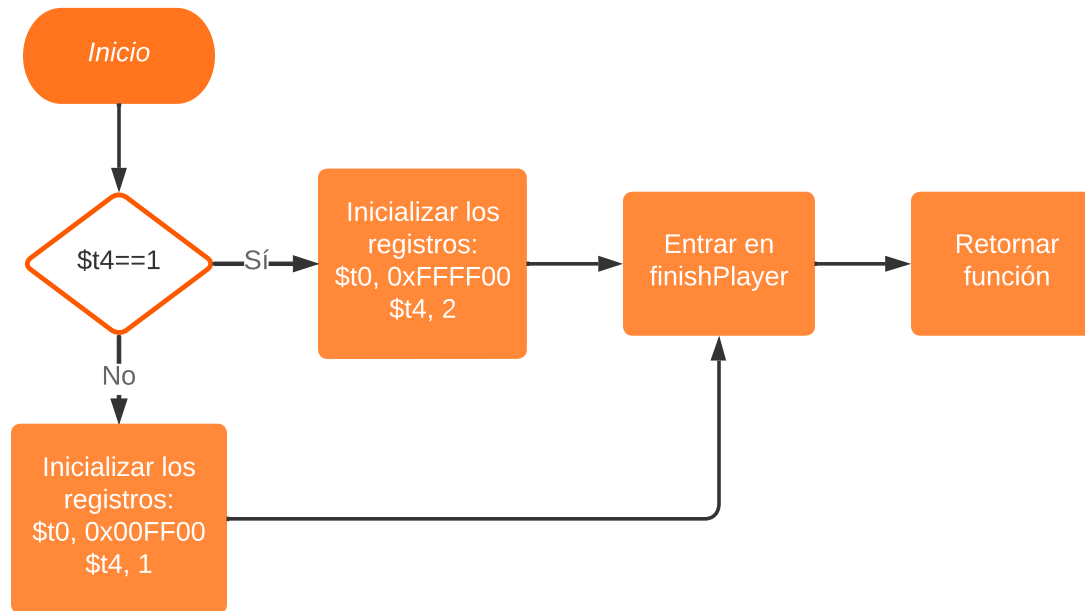 Inicio
$t4==1
Sí
Inicializar los
registros:
$t0, 0xFFFF00
$t4, 2
Entrar en
finishPlayer
Retornar
función
No
Inicializar los
registros:
$t0, 0x00FF00
$t4, 1